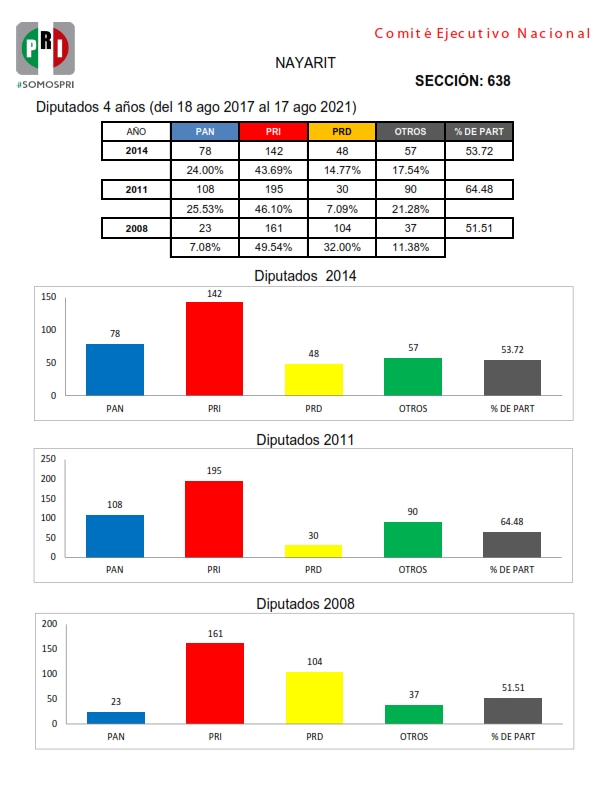 Comité Ejecutivo Nacional
PRI
#SOMOSPRI
NAYARIT
SECCIÓN: 638
Diputados 4 años (del 18 ago 2017 al 17 ago 2021)
AÑO PAN PRI PRD OTROS % DE PART
2014 78 142 48 57 53.72
24.00% 43.69% 14.77% 17.54%
2011 108 195 30 90 64.48
25.53% 46.10% 7.09% 21.28%
2008 23 161 104 37 51.51
7.08% 49.54% 32.00% 11.38%
Diputados 2014
150
100
50
0
78 142 48 57 53.72
PAN PRI PRD OTROS % DE PART
Diputados 2011
250
200
150
100
50
0
108 195 30 90 64.48
PAN PRI PRD OTROS % DE PART
Diputados 2008
200
150
100
50
0
23 161 104 37 51.51
PAN PRI PRD OTROS % DE PART